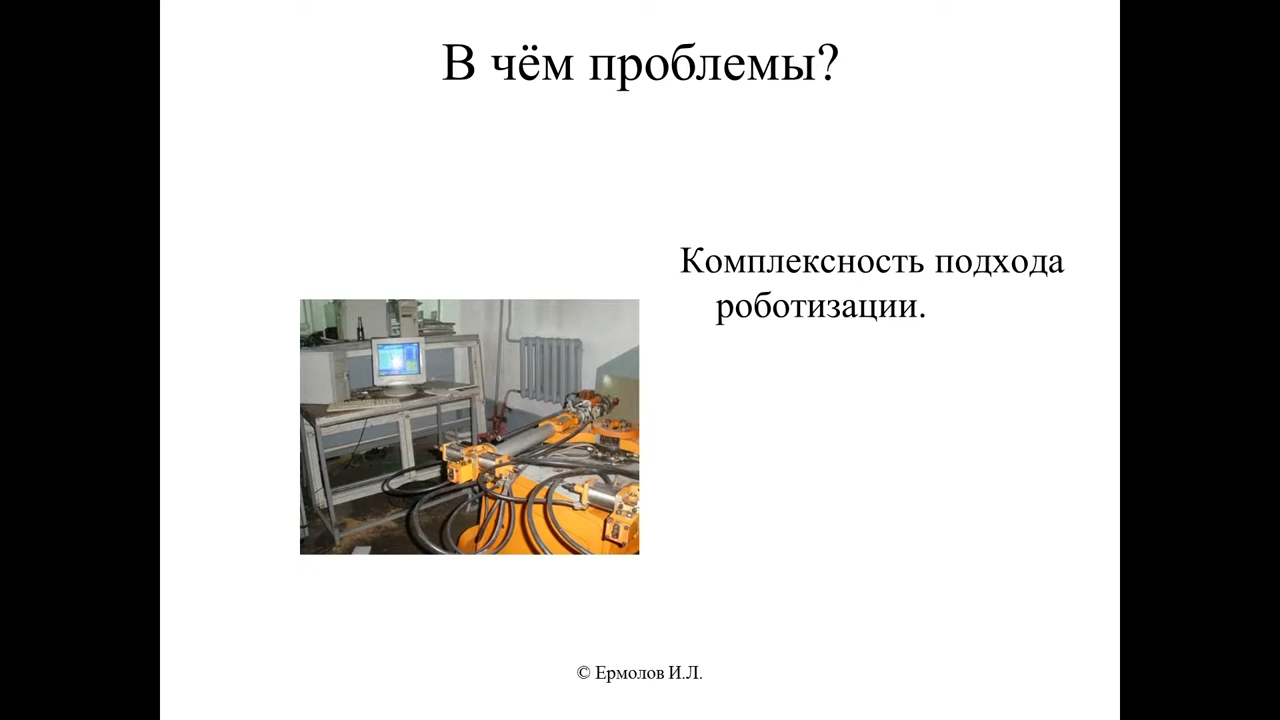 В чём проблемы?
Комплексность подхода
роботизации.
© Ермолов И.Л.